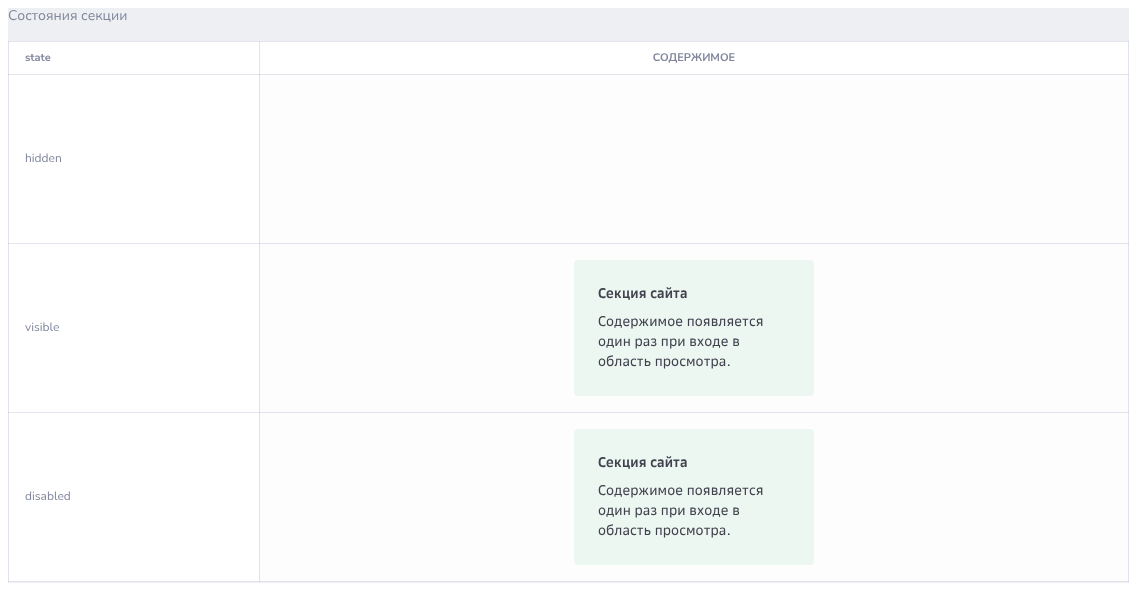 Состояния секции
state
СОДЕРЖИМОЕ
hidden
visible
Секция сайта
Содержимое появляется
один раз при входе в
область просмотра.
disabled
Секция сайта
Содержимое появляется
один раз при входе в
область просмотра.